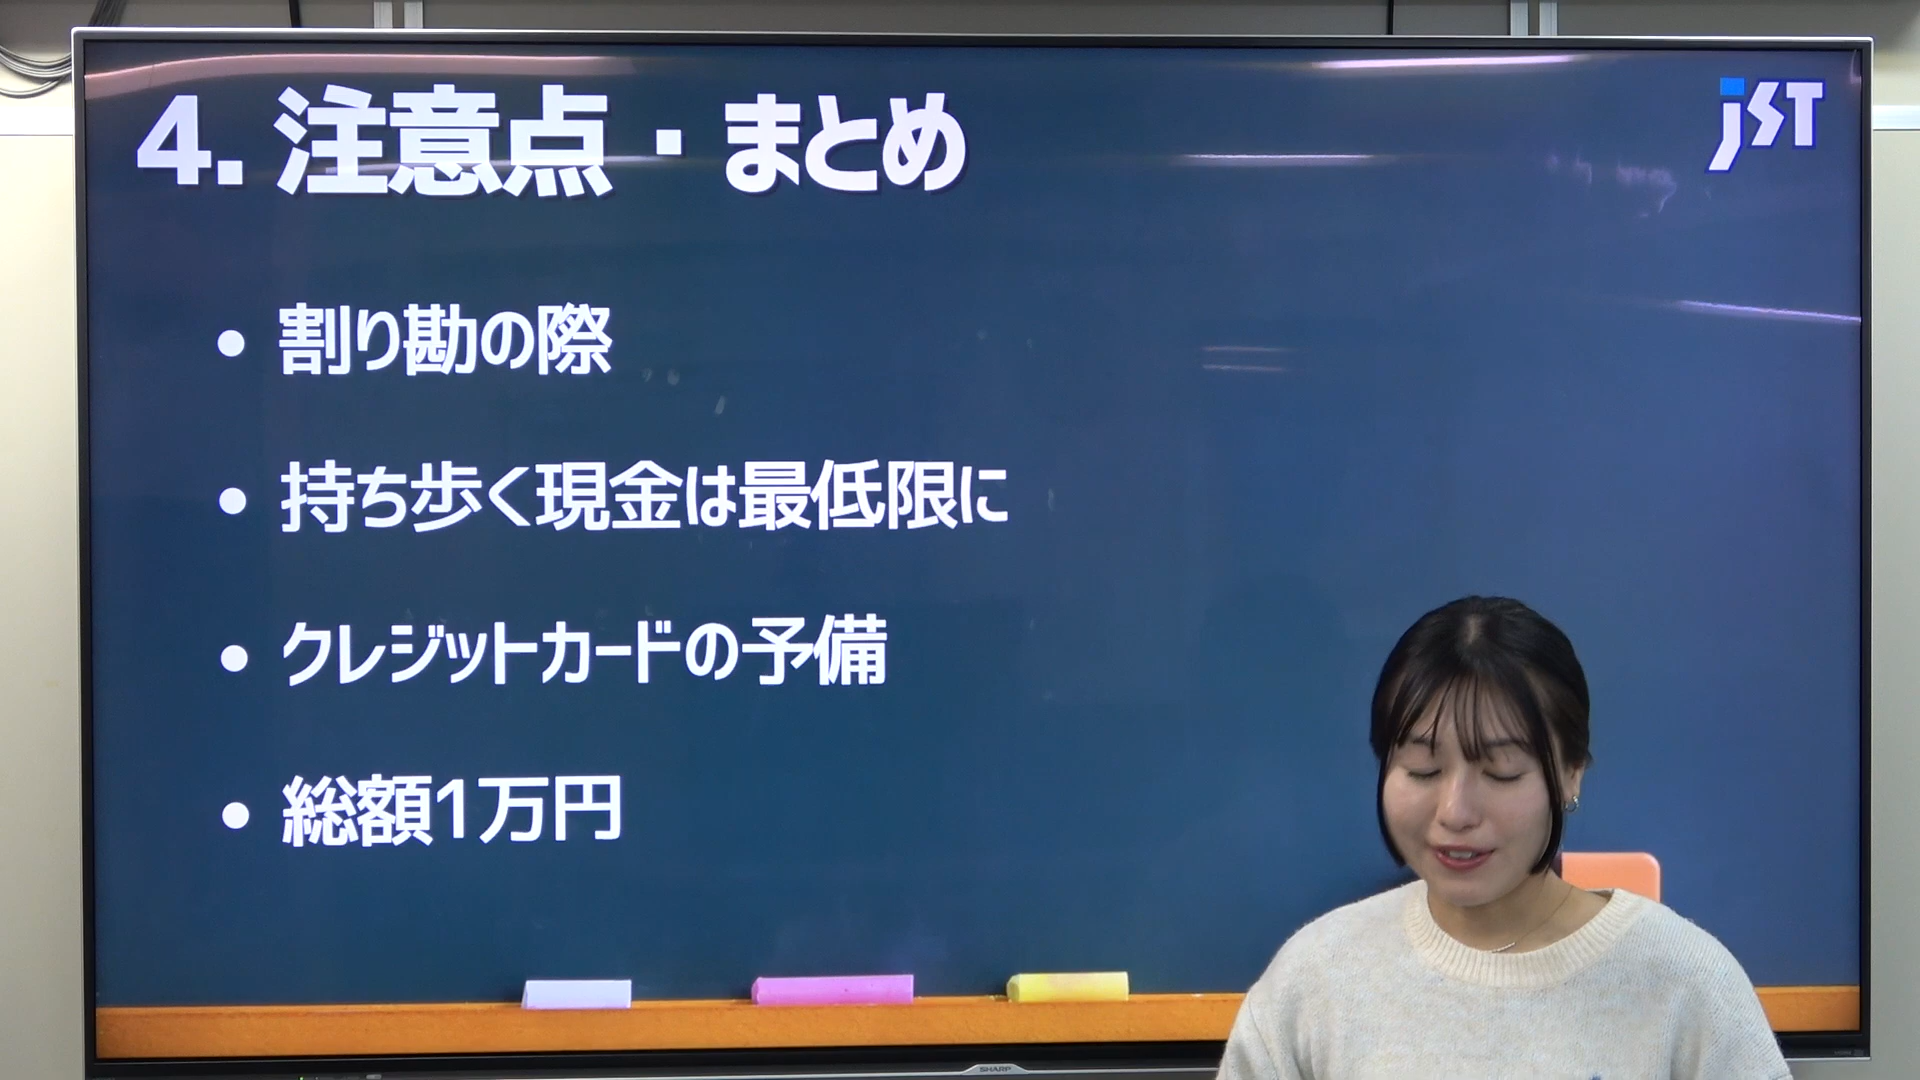 4. 注意点・まとめ
jST
• 割り勘の際
• 持ち歩く現金は最低限に
• クレジットカードの予備
• 総額1万円
SHARP